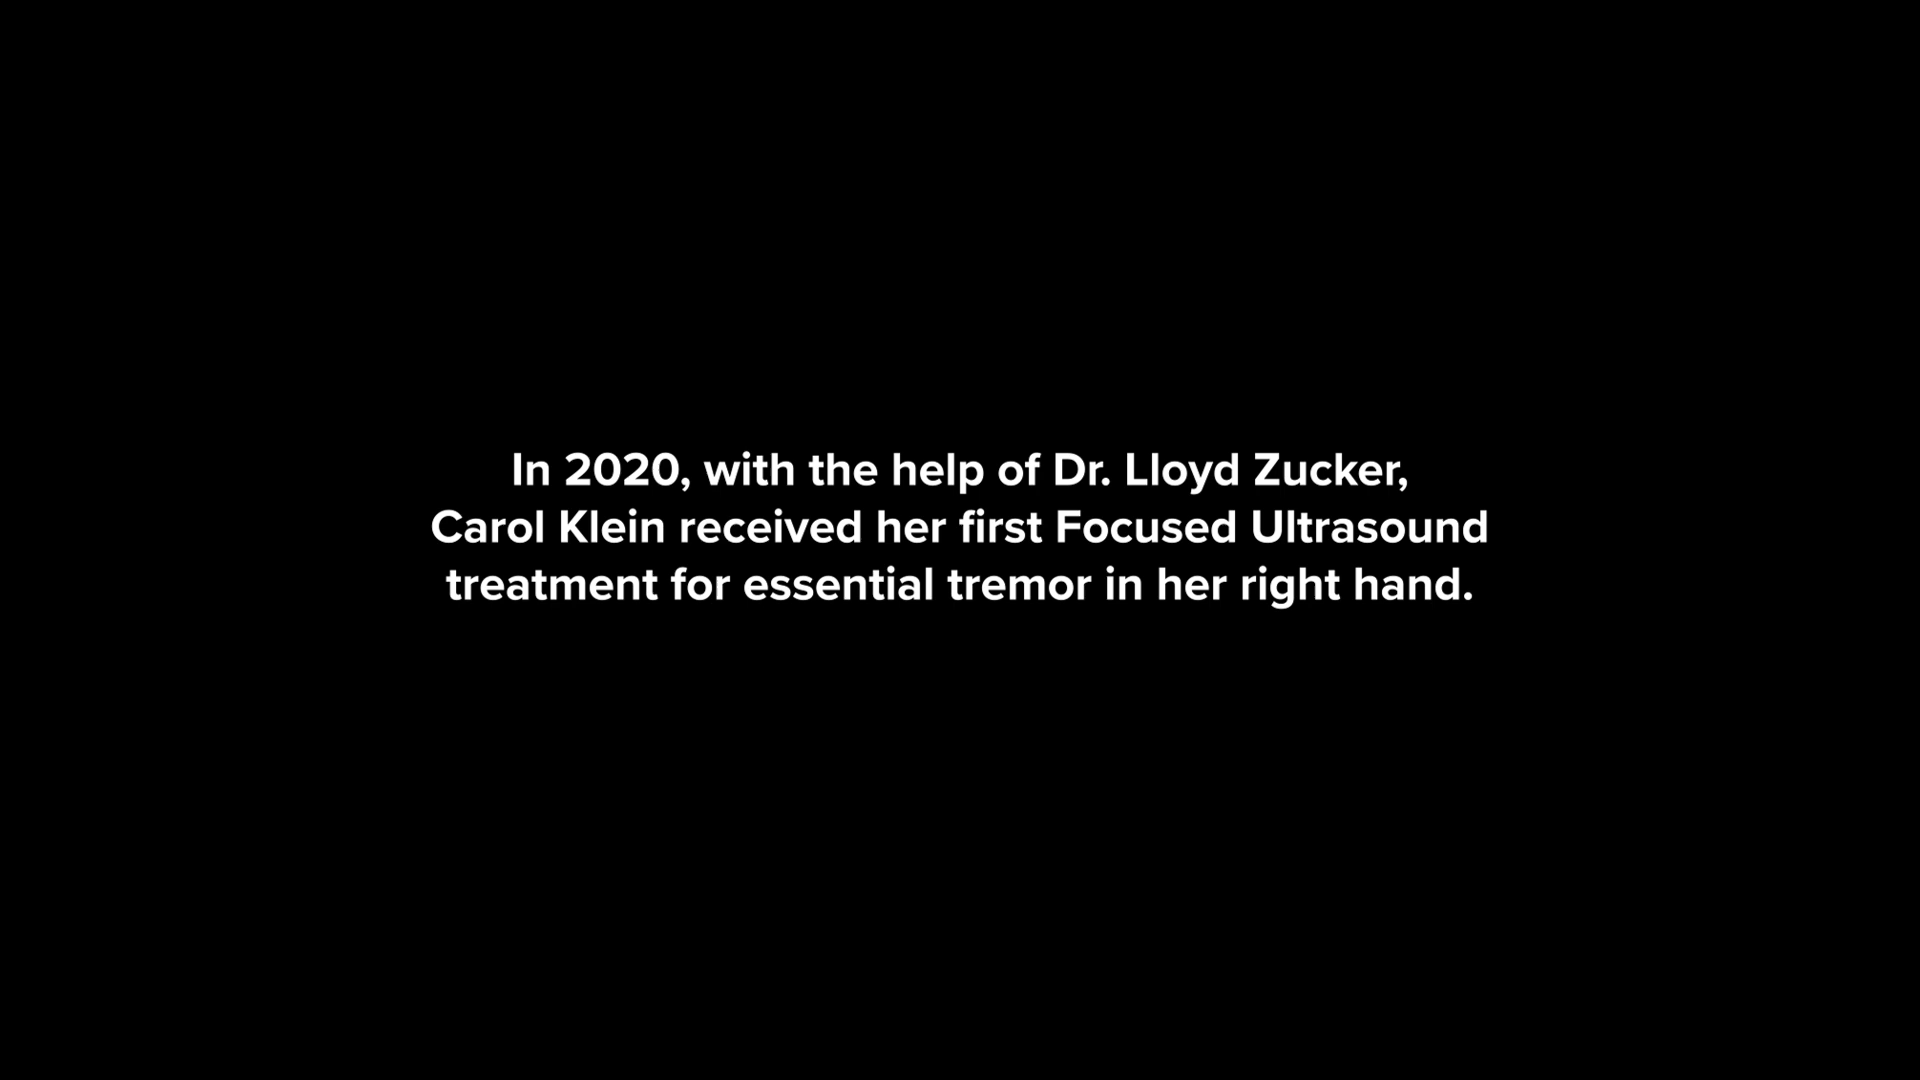 In 2020, with the help of Dr. Lloyd Zucker,
Carol Klein received her first Focused Ultrasound
treatment for essential tremor in her right hand.